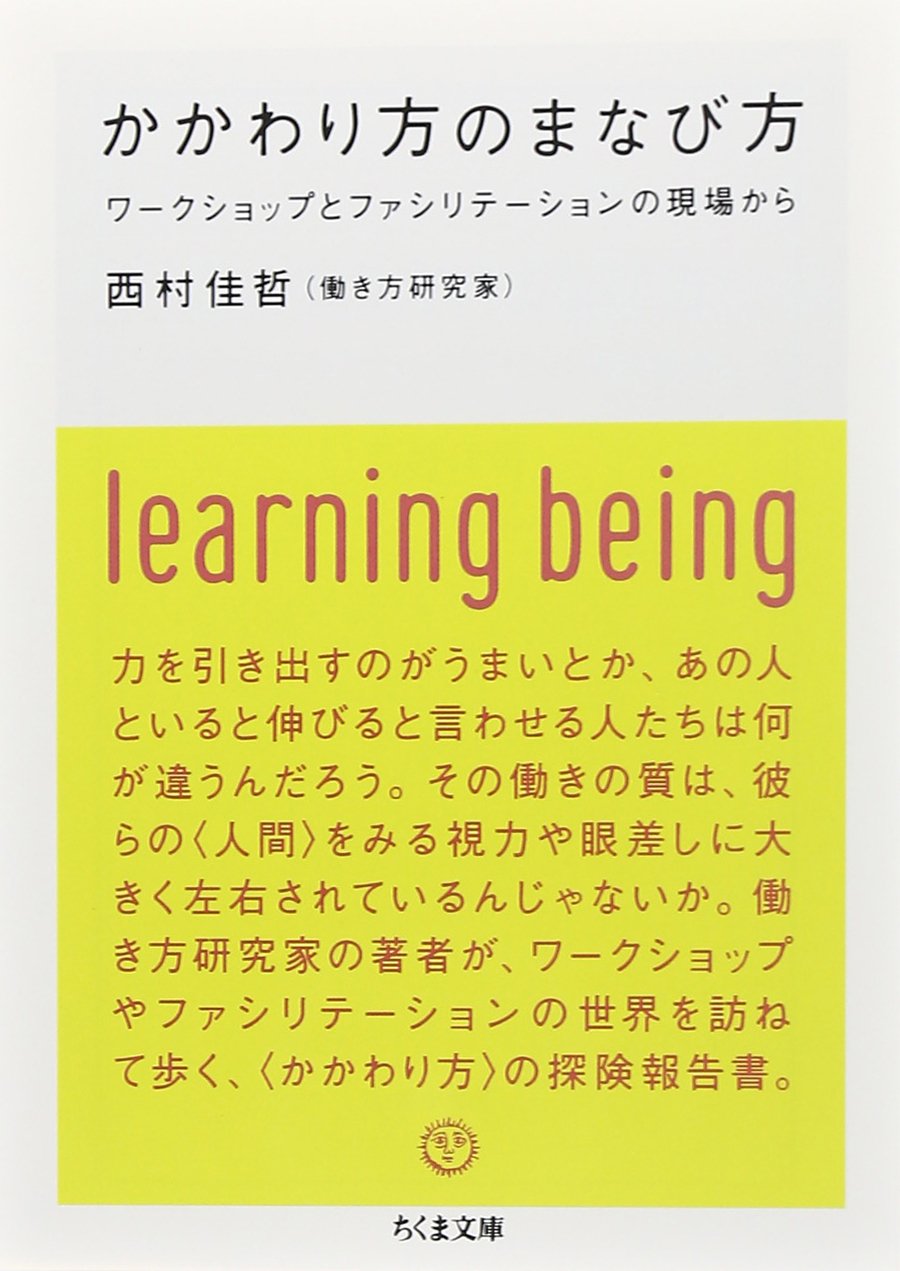 かかわり方のまなび方
ワークショップとファシリテーションの現場から
西村佳哲（働き方研究家）
learning being
力を引き出すのがうまいとか、あの人
といると伸びると言わせる人たちは何
が違うんだろう。その働きの質は、彼
らの〈人間〉をみる視力や眼差しに大
きく左右されているんじゃないか。働
き方研究家の著者が、ワークショップ
やファシリテーションの世界を訪ね
て歩く、〈かかわり方〉の探険報告書。
ちくま文庫